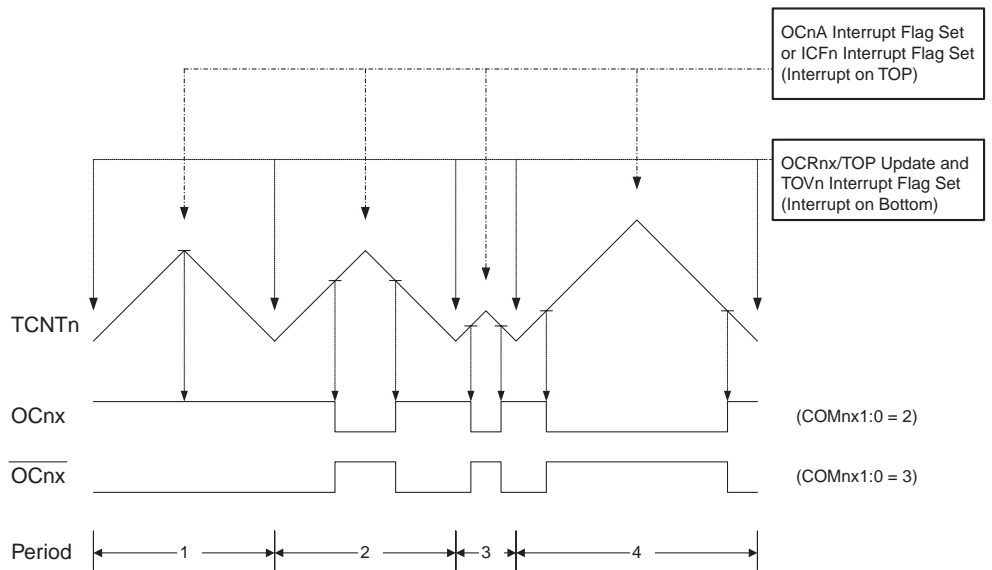 OCnA Interrupt Flag Set
or ICFn Interrupt Flag Set
(Interrupt on TOP)
OCRnx/TOP Update and
TOVn Interrupt Flag Set
(Interrupt on Bottom)
TCNTn
OCnx
(COMnx1:0 = 2)
OCnx
(COMnx1:0 = 3)
Period
1
2
3
4